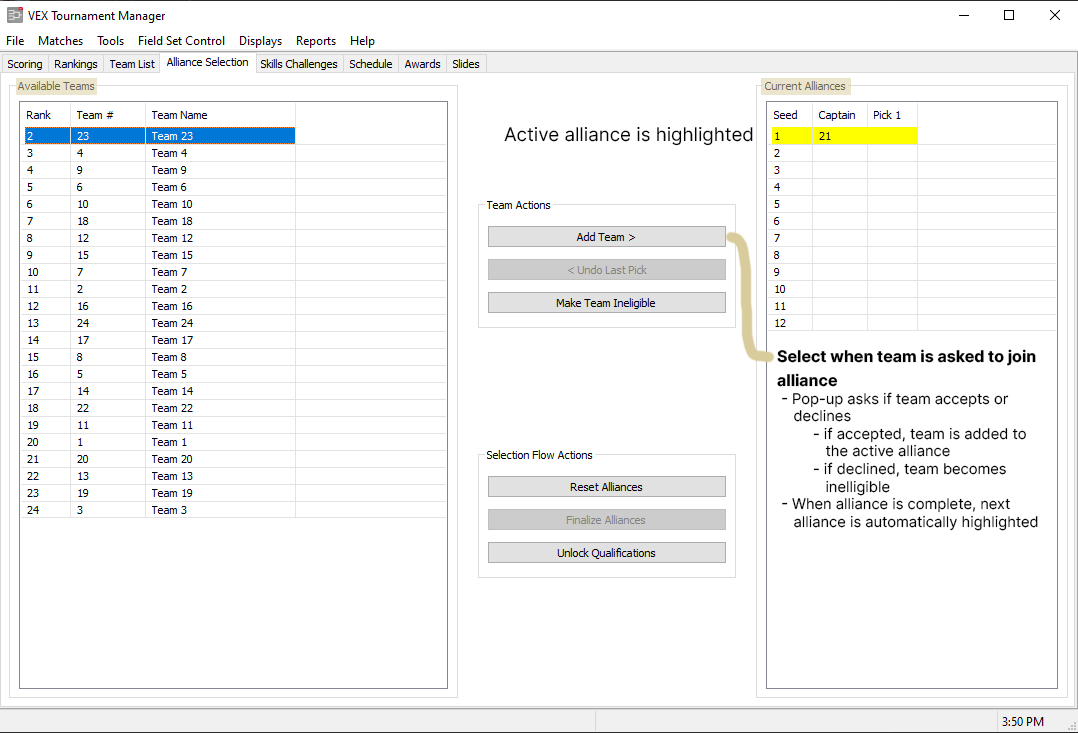 VEX Tournament Manager
File Matches Tools Field Set Control Displays Reports Help
Scoring Rankings Team List Alliance Selection Skills Challenges Schedule Awards Slides
Available Teams
Rank Team # Team Name
2 23 Team 23
3 4 Team 4
4 9 Team 9
5 6 Team 6
6 10 Team 10
7 18 Team 18
8 12 Team 12
9 15 Team 15
10 7 Team 7
11 2 Team 2
12 16 Team 16
13 24 Team 24
14 17 Team 17
15 8 Team 8
16 5 Team 5
17 14 Team 14
18 22 Team 22
19 11 Team 11
20 1 Team 1
21 20 Team 20
22 13 Team 13
23 19 Team 19
24 3 Team 3
Active alliance is highlighted
Team Actions
Add Team >
< Undo Last Pick
Make Team Ineligible
Selection Flow Actions
Reset Alliances
Finalize Alliances
Unlock Qualifications
Current Alliances
Seed Captain Pick 1
1 21
2
3
4
5
6
7
8
9
10
11
12
Select when team is asked to join
alliance
- Pop-up asks if team accepts or
declines
- if accepted, team is added to
the active alliance
- if declined, team becomes
inelligible
- When alliance is complete, next
alliance is automatically highlighted
3:50 PM